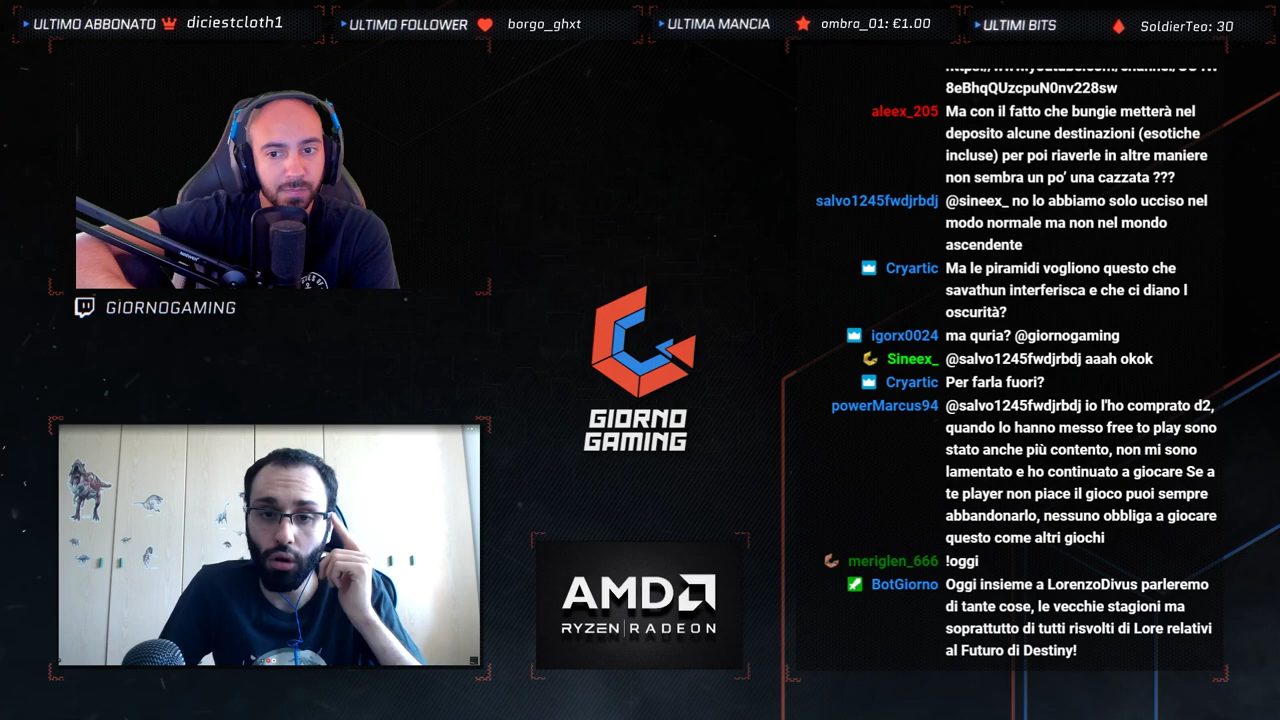 ULTIMO ABBONATO diciestcloth1
ULTIMO FOLLOWER borgo_ghxt
ULTIMA MANCIA ombra_01: €1.00
ULTIMI BITS SoldierTea: 30
8eBhqQUzcpuN0nv228sw
aleex_205 Ma con il fatto che bungie metterà nel
deposito alcune destinazioni (esotiche
incluse) per poi riaverle in altre maniere
non sembra un po' una cazzata ???
salvo1245fwdjrbdj @sineex_ no lo abbiamo solo ucciso nel
modo normale ma non nel mondo
ascendente
Cryartic Ma le piramidi vogliono questo che
savathun interferisca e che ci diano l
oscurità?
igorx0024 ma quria? @giornogaming
Sineex_ @salvo1245fwdjrbdj aaah okok
Cryartic Per farla fuori?
powerMarcus94 @salvo1245fwdjrbdj io l'ho comprato d2,
quando lo hanno messo free to play sono
stato anche più contento, non mi sono
lamentato e ho continuato a giocare Se a
te player non piace il gioco puoi sempre
abbandonarlo, nessuno obbliga a giocare
questo come altri giochi
meriglen_666 !oggi
BotGiorno Oggi insieme a LorenzoDivus parleremo
di tante cose, le vecchie stagioni ma
soprattutto di tutti risvolti di Lore relativi
al Futuro di Destiny!
GIORNOGAMING
GIORNO
GAMING
AMD
RYZEN | RADEON